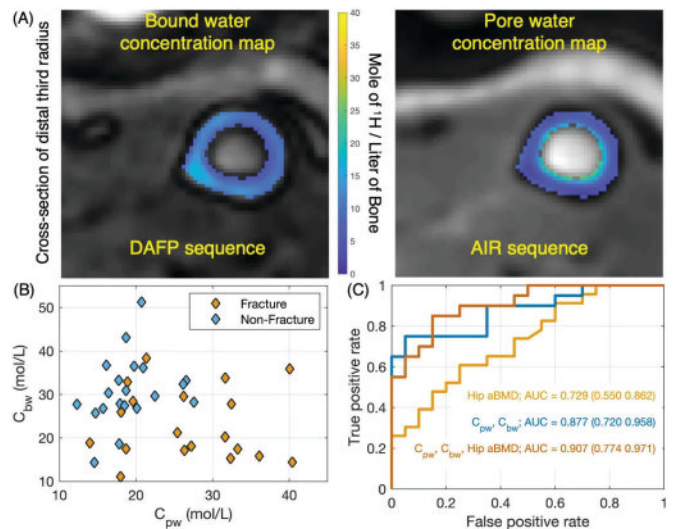 (A)
Bound water
concentration map
Pore water
concentration map
Cross-section of distal third radius
DAFP sequence
40
35
30
25
20
15
10
5
0
Mole of ¹H / Liter of Bone
AIR sequence
(B)
Fracture
Non-Fracture
50
40
30
20
10
C_bw (mol/L)
10 20 30 40 50
C_pw (mol/L)
(C)
1
0.8
0.6
0.4
0.2
0
True positive rate
Hip aBMD; AUC = 0.729 (0.550 0.862)
C_pw, C_bw; AUC = 0.877 (0.720 0.958)
C_pw, C_bw, Hip aBMD; AUC = 0.907 (0.774 0.971)
0 0.2 0.4 0.6 0.8 1
False positive rate